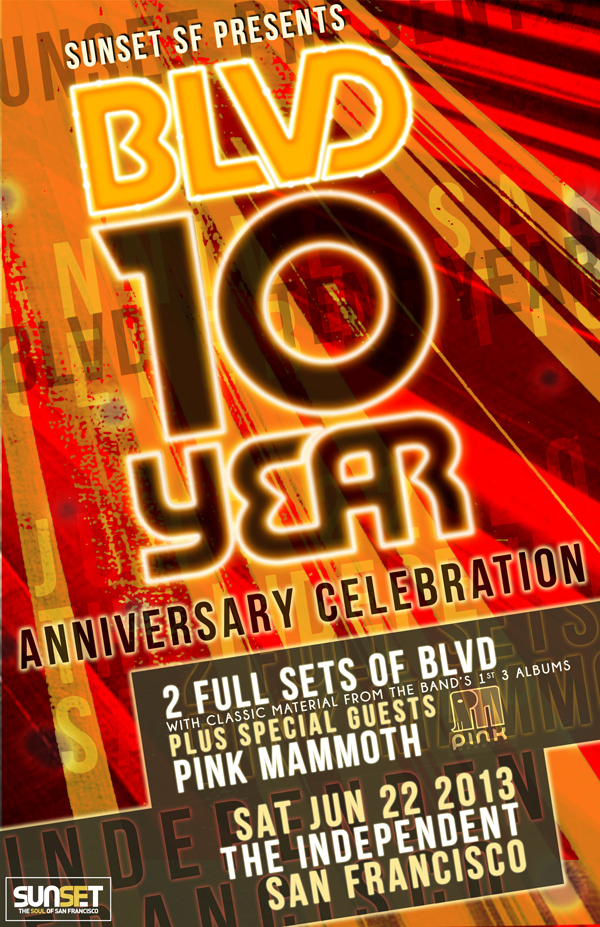 SUNSET SF PRESENTS
BLVD
10
YEAR
ANNIVERSARY CELEBRATION
2 FULL SETS OF BLVD
WITH CLASSIC MATERIAL FROM THE BAND'S 1ST 3 ALBUMS
PLUS SPECIAL GUESTS
PINK MAMMOTH
PINK
SAT JUN 22 2013
THE INDEPENDENT
SAN FRANCISCO
SUNSET
THE SOUL OF SAN FRANCISCO